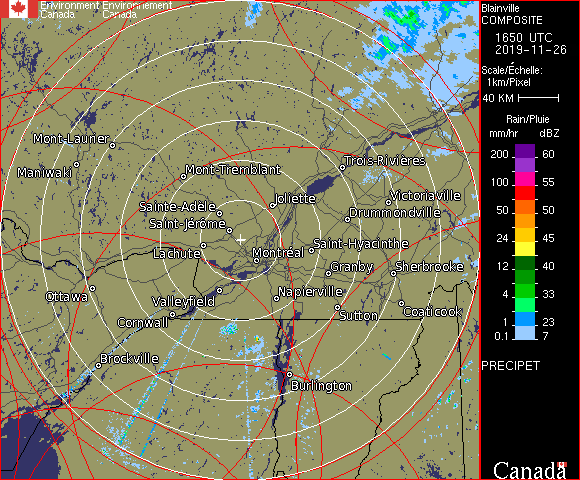 Environment Environnement
Canada Canada
Blainville
COMPOSITE
1650 UTC
2019-11-26
Scale/Échelle:
1km/Pixel
40 KM
Rain/Pluie
mm/hr dBZ
200 60
100 55
50 50
24 45
12 40
4 33
1 23
0.1 7
PRECIPET
Canada
Mont-Laurier
Maniwaki
Mont-Tremblant
Trois-Rivières
Sainte-Adèle
Joliette
Victoriaville
Drummondville
Saint-Jérôme
Lachute
Montréal
Saint-Hyacinthe
Granby
Sherbrooke
Ottawa
Valleyfield
Napierville
Cornwall
Sutton
Coaticook
Brockville
Burlington